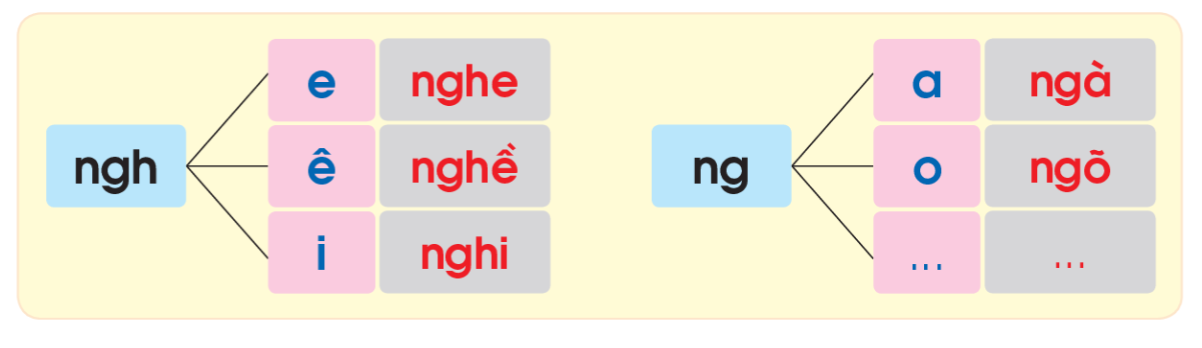 e nghe a ngà
ngh ê nghề ng o ngõ
i nghi ... ...